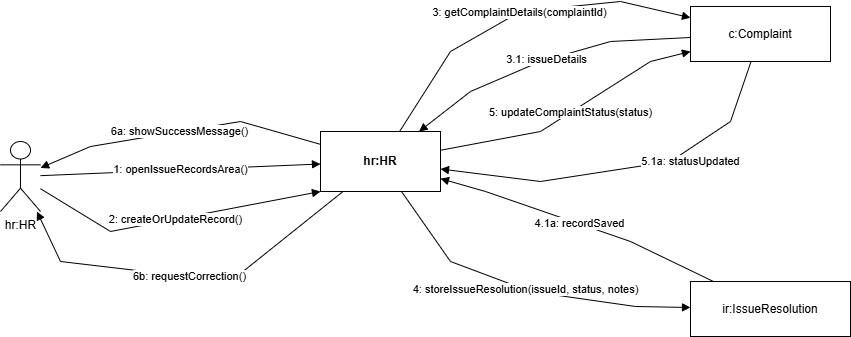 3: getComplaintDetails(complaintId)
c:Complaint
3.1: issueDetails
5: updateComplaintStatus(status)
6a: showSuccessMessage()
1: openIssueRecordsArea()
hr:HR
5.1a: statusUpdated
2: createOrUpdateRecord()
hr:HR
4.1a: recordSaved
6b: requestCorrection()
4: storeIssueResolution(issueId, status, notes)
ir:IssueResolution